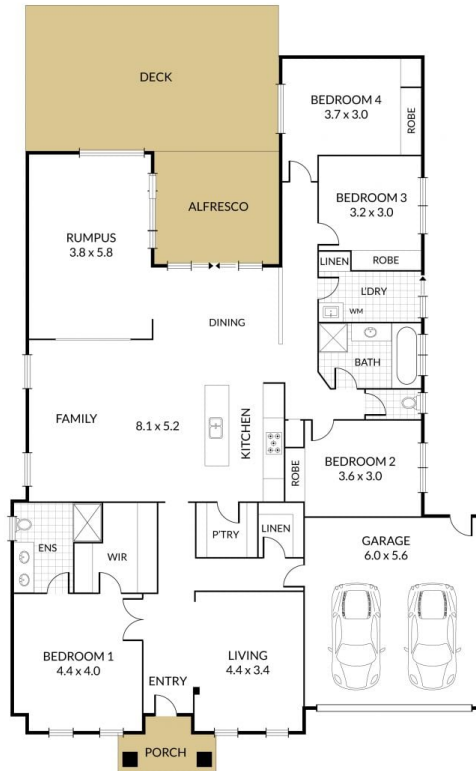 DECK
BEDROOM 4
3.7 x 3.0
ROBE
ALFRESCO
BEDROOM 3
3.2 x 3.0
RUMPUS
3.8 x 5.8
LINEN
ROBE
L'DRY
WM
DINING
BATH
FAMILY
8.1 x 5.2
KITCHEN
ROBE
BEDROOM 2
3.6 x 3.0
P'TRY
LINEN
GARAGE
6.0 x 5.6
ENS
WIR
BEDROOM 1
4.4 x 4.0
ENTRY
LIVING
4.4 x 3.4
PORCH